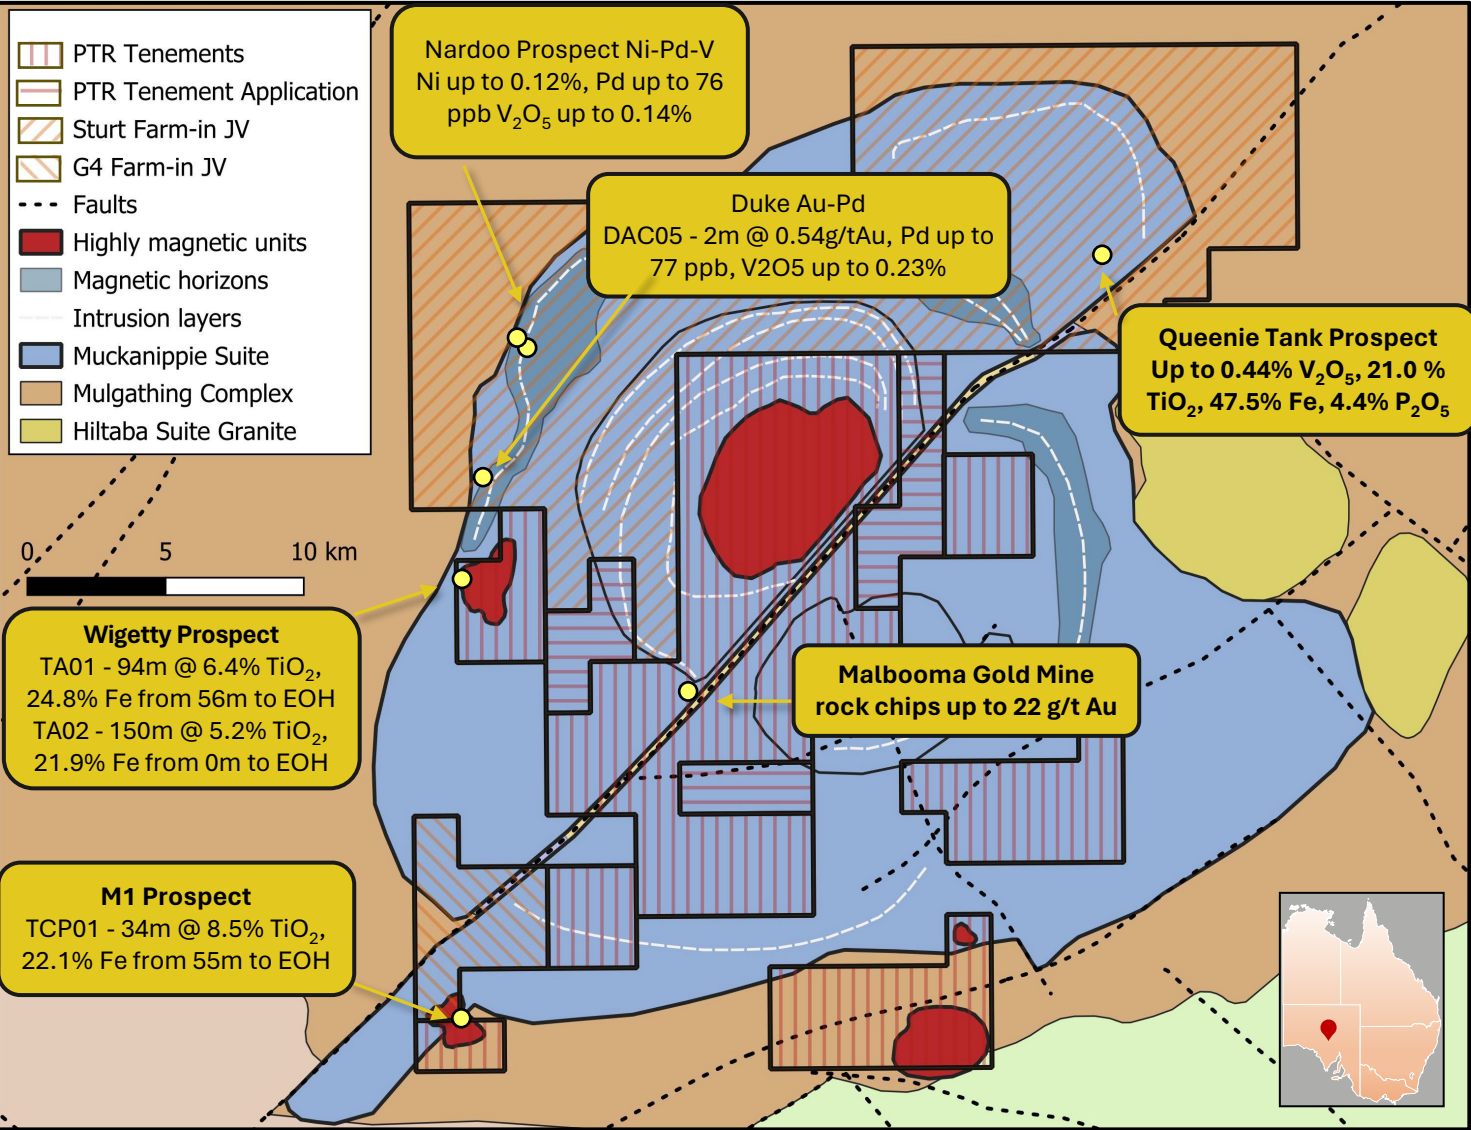 PTR Tenements
PTR Tenement Application
Sturt Farm-in JV
G4 Farm-in JV
Faults
Highly magnetic units
Magnetic horizons
Intrusion layers
Muckanippie Suite
Mulgathing Complex
Hiltaba Suite Granite
Nardoo Prospect Ni-Pd-V
Ni up to 0.12%, Pd up to 76
ppb V₂O₅ up to 0.14%
Duke Au-Pd
DAC05 - 2m @ 0.54g/tAu, Pd up to
77 ppb, V2O5 up to 0.23%
Queenie Tank Prospect
Up to 0.44% V₂O₅, 21.0 %
TiO₂, 47.5% Fe, 4.4% P₂O₅
0 5 10 km
Wigetty Prospect
TA01 - 94m @ 6.4% TiO₂,
24.8% Fe from 56m to EOH
TA02 - 150m @ 5.2% TiO₂,
21.9% Fe from 0m to EOH
Malbooma Gold Mine
rock chips up to 22 g/t Au
M1 Prospect
TCP01 - 34m @ 8.5% TiO₂,
22.1% Fe from 55m to EOH